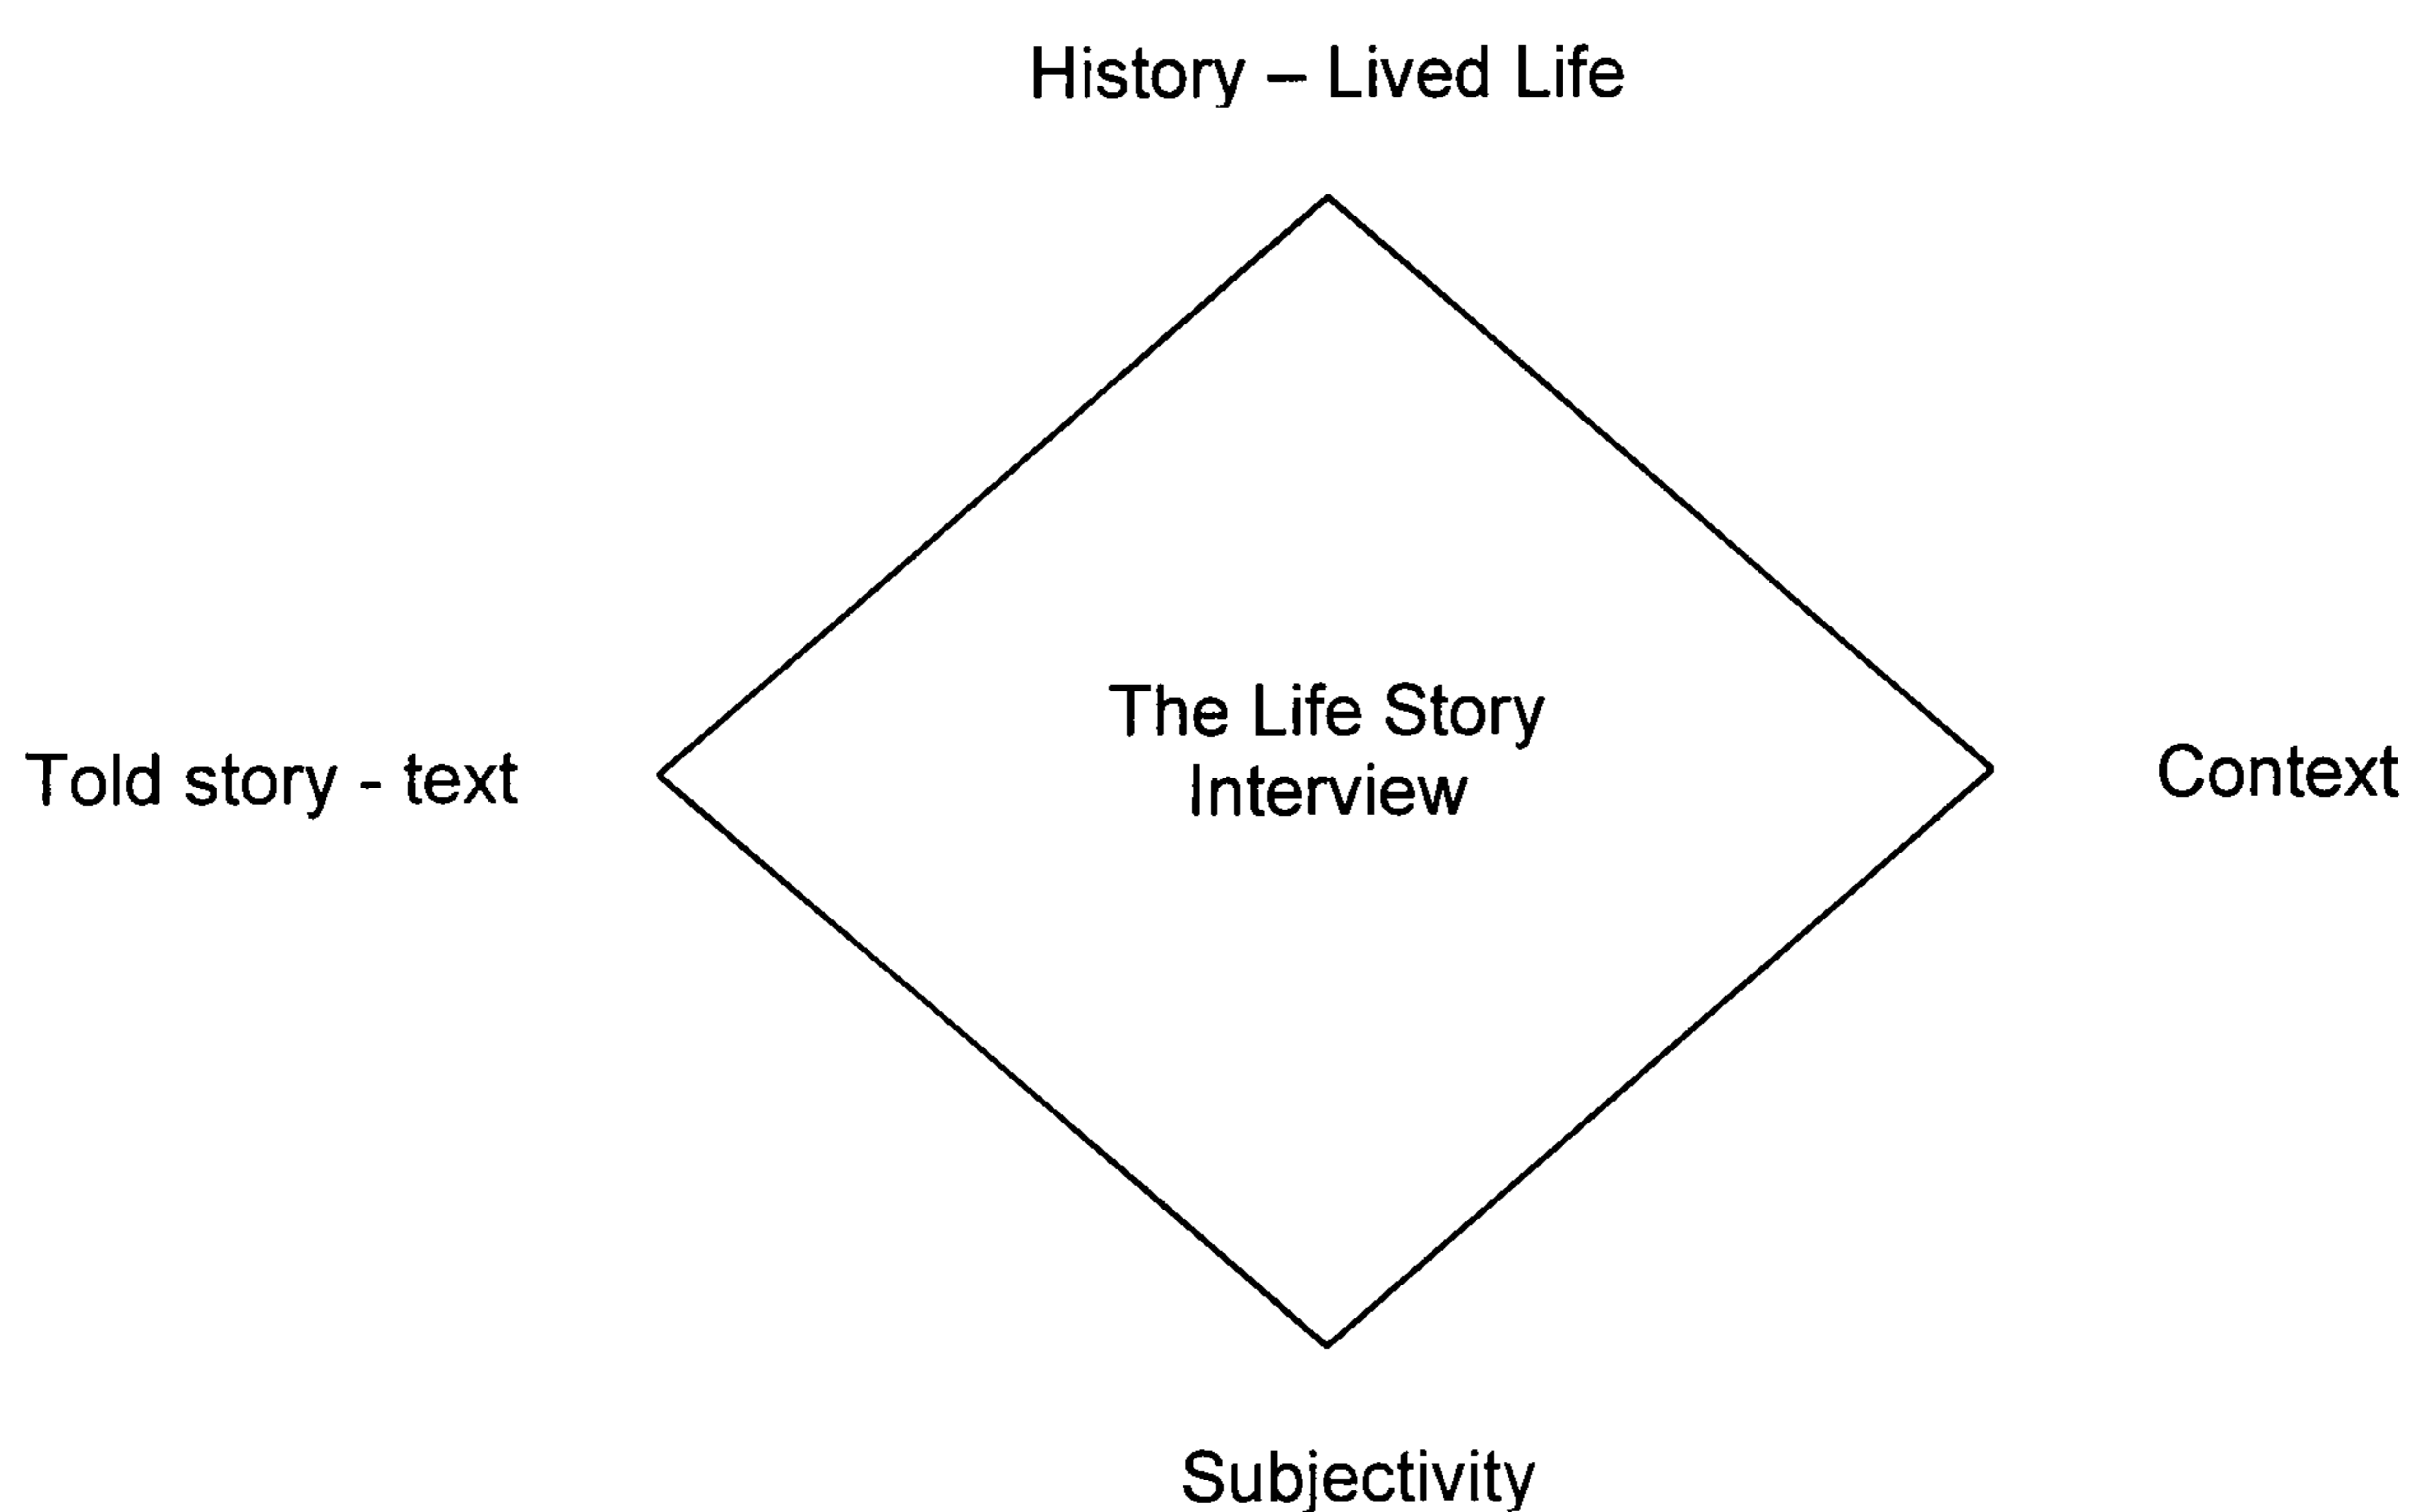 History – Lived Life
The Life Story
Interview
Told story - text
Context
Subjectivity